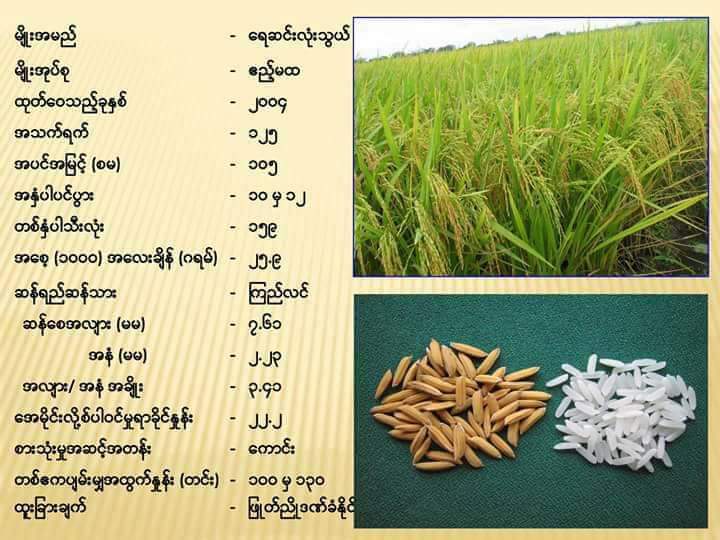 မျိုးအမည် - ရေဆင်းလုံးသွယ်
မျိုးအုပ်စု - ဧည့်မထ
ထုတ်ဝေသည့်ခုနှစ် - ၂၀၀၄
အသက်ရက် - ၁၂၅
အပင်အမြင့် (စမ) - ၁၀၅
အနှံပါပင်ပွား - ၁၀ မှ ၁၂
တစ်နှံပါသီးလုံး - ၁၅၉
အစေ့ (၁၀၀၀) အလေးချိန် (ဂရမ်) - ၂၅.၉
ဆန်ရည်ဆန်သား - ကြည်လင်
ဆန်စေအလျား (မမ) - ၇.၆၁
အနံ (မမ) - ၂.၂၃
အလျား/ အနံ အချိုး - ၃.၄၁
အေမိုင်းလို့စ်ပါဝင်မှုရာခိုင်နှုန်း - ၂၂.၂
စားသုံးမှုအဆင့်အတန်း - ကောင်း
တစ်ဧကပျမ်းမျှအထွက်နှုန်း (တင်း) - ၁၀၀ မှ ၁၃၀
ထူးခြားချက် - ဖြုတ်ညိုဒဏ်ခံနိုင်